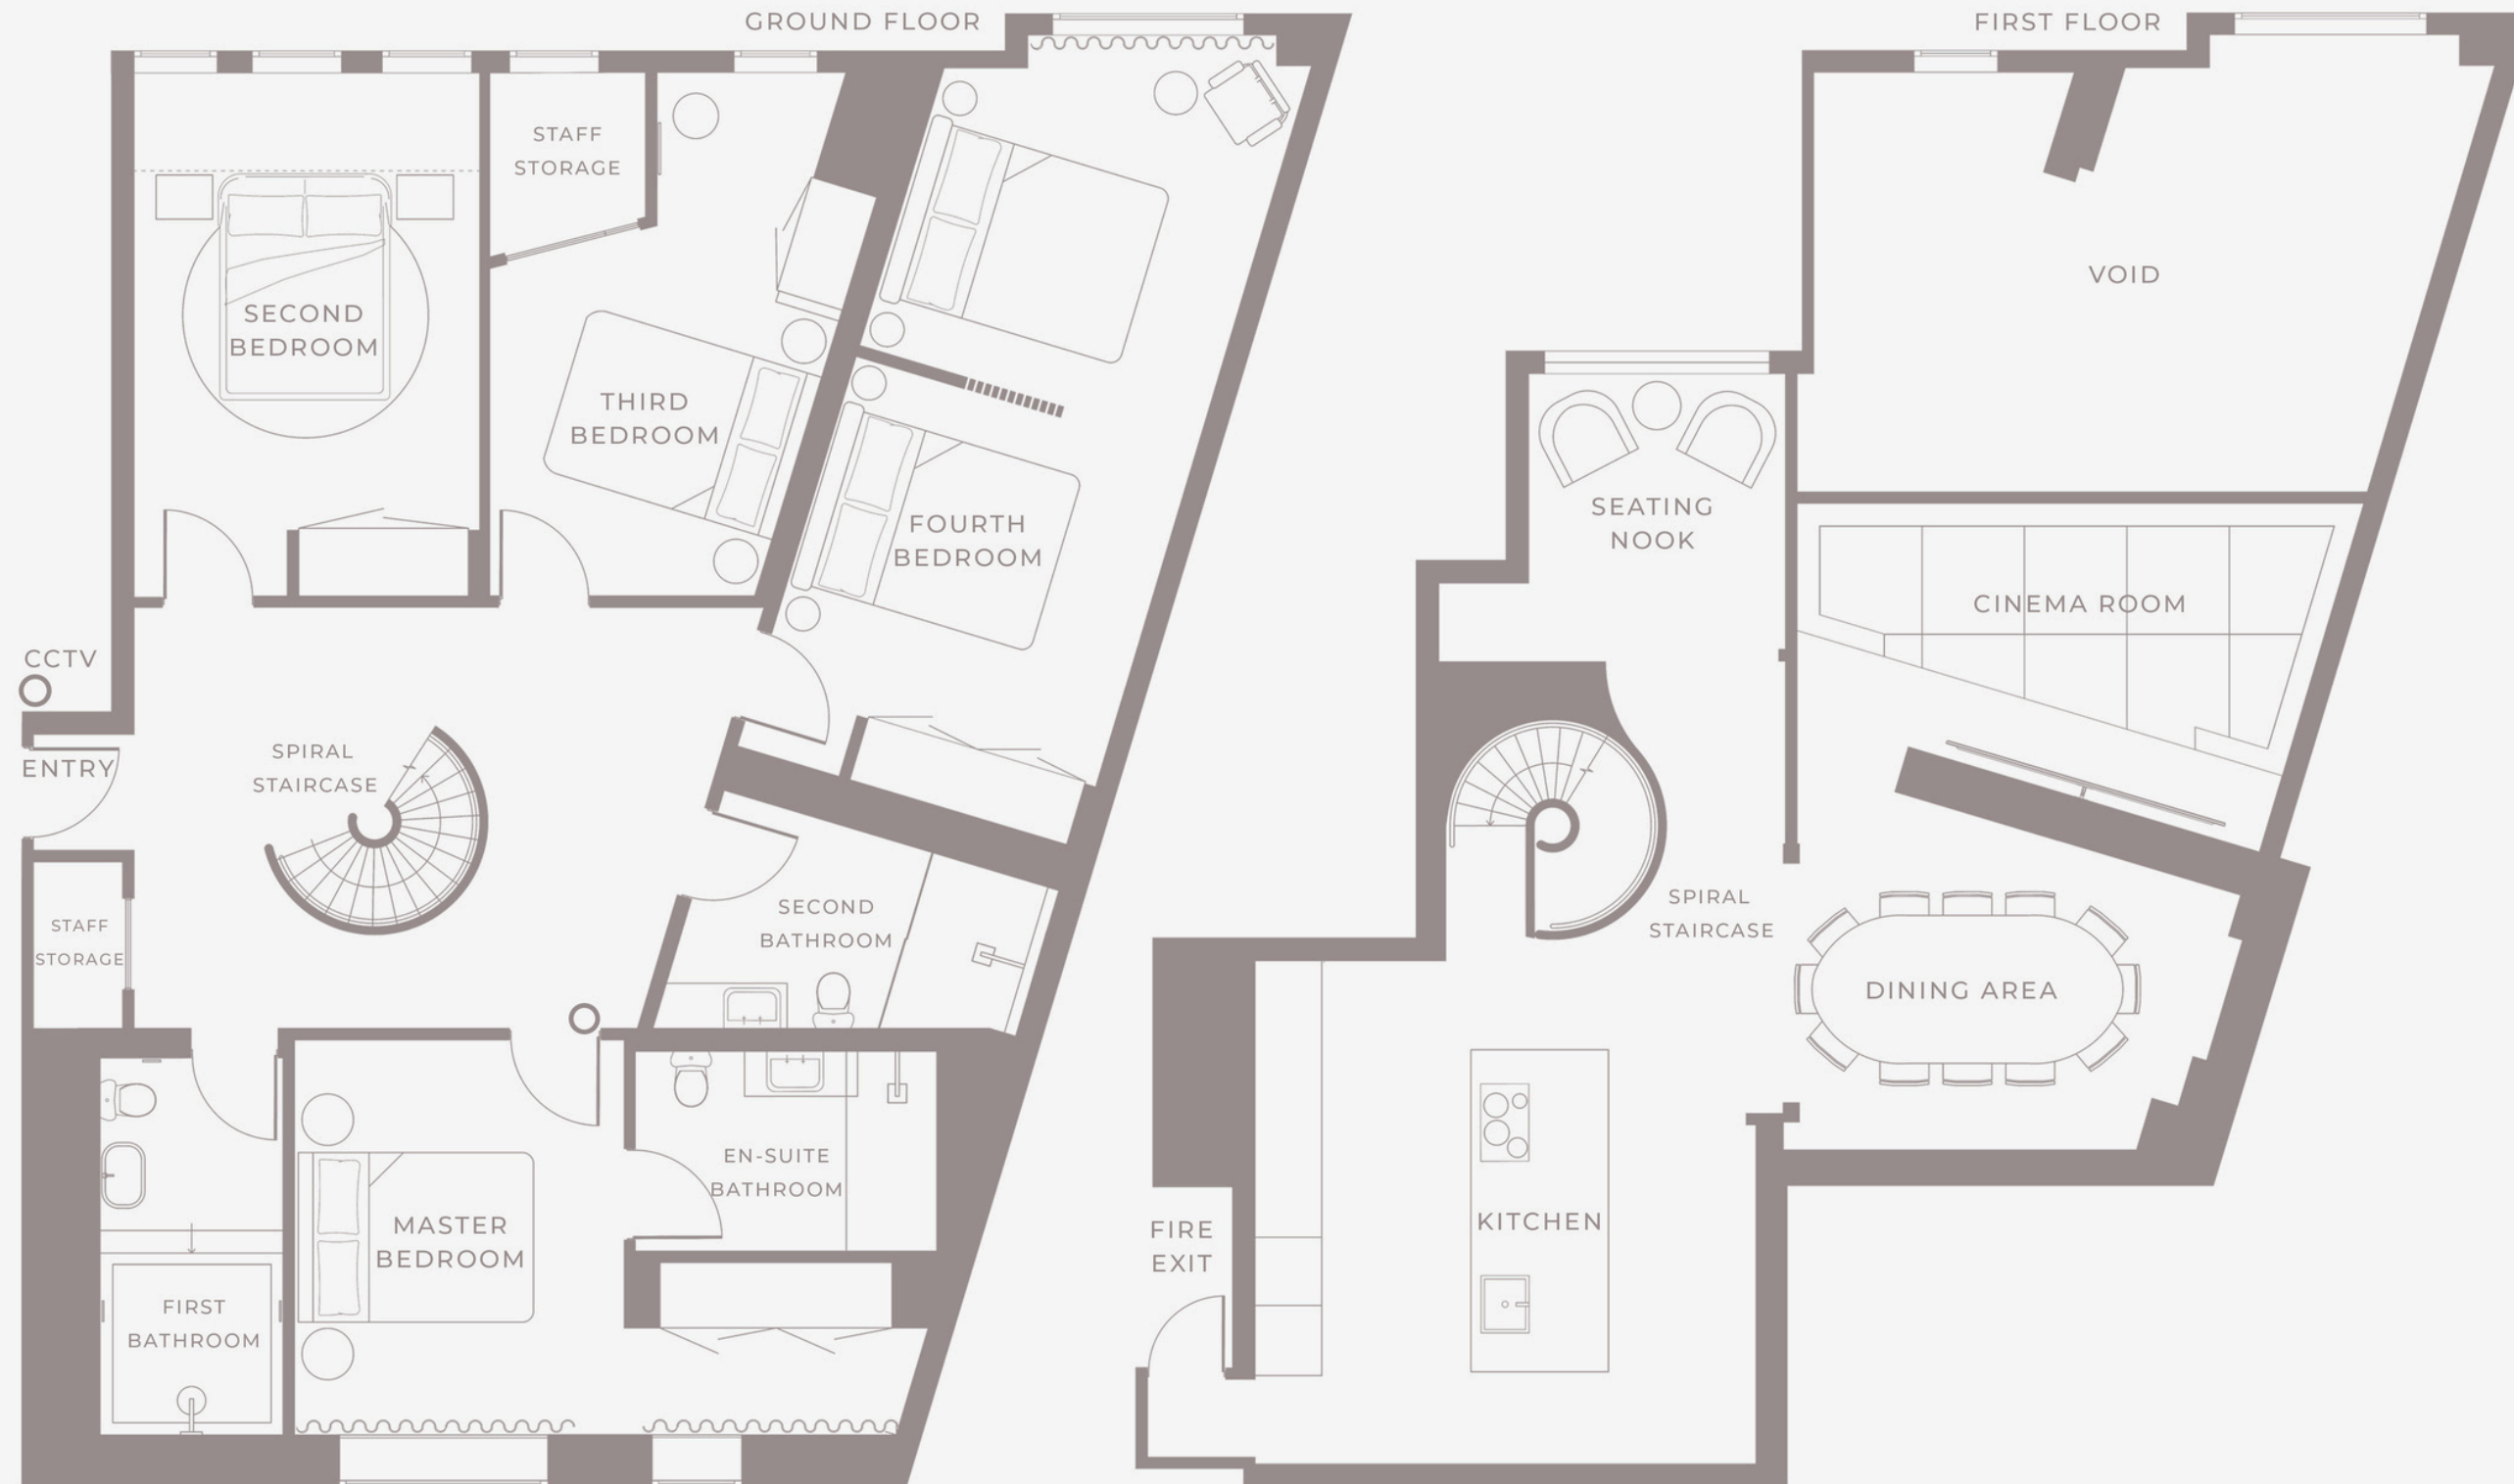 GROUND FLOOR
STAFF
STORAGE
SECOND
BEDROOM
THIRD
BEDROOM
FOURTH
BEDROOM
CCTV
ENTRY
SPIRAL
STAIRCASE
STAFF
STORAGE
SECOND
BATHROOM
EN-SUITE
BATHROOM
MASTER
BEDROOM
FIRST
BATHROOM
FIRST FLOOR
VOID
SEATING
NOOK
CINEMA ROOM
SPIRAL
STAIRCASE
DINING AREA
KITCHEN
FIRE
EXIT